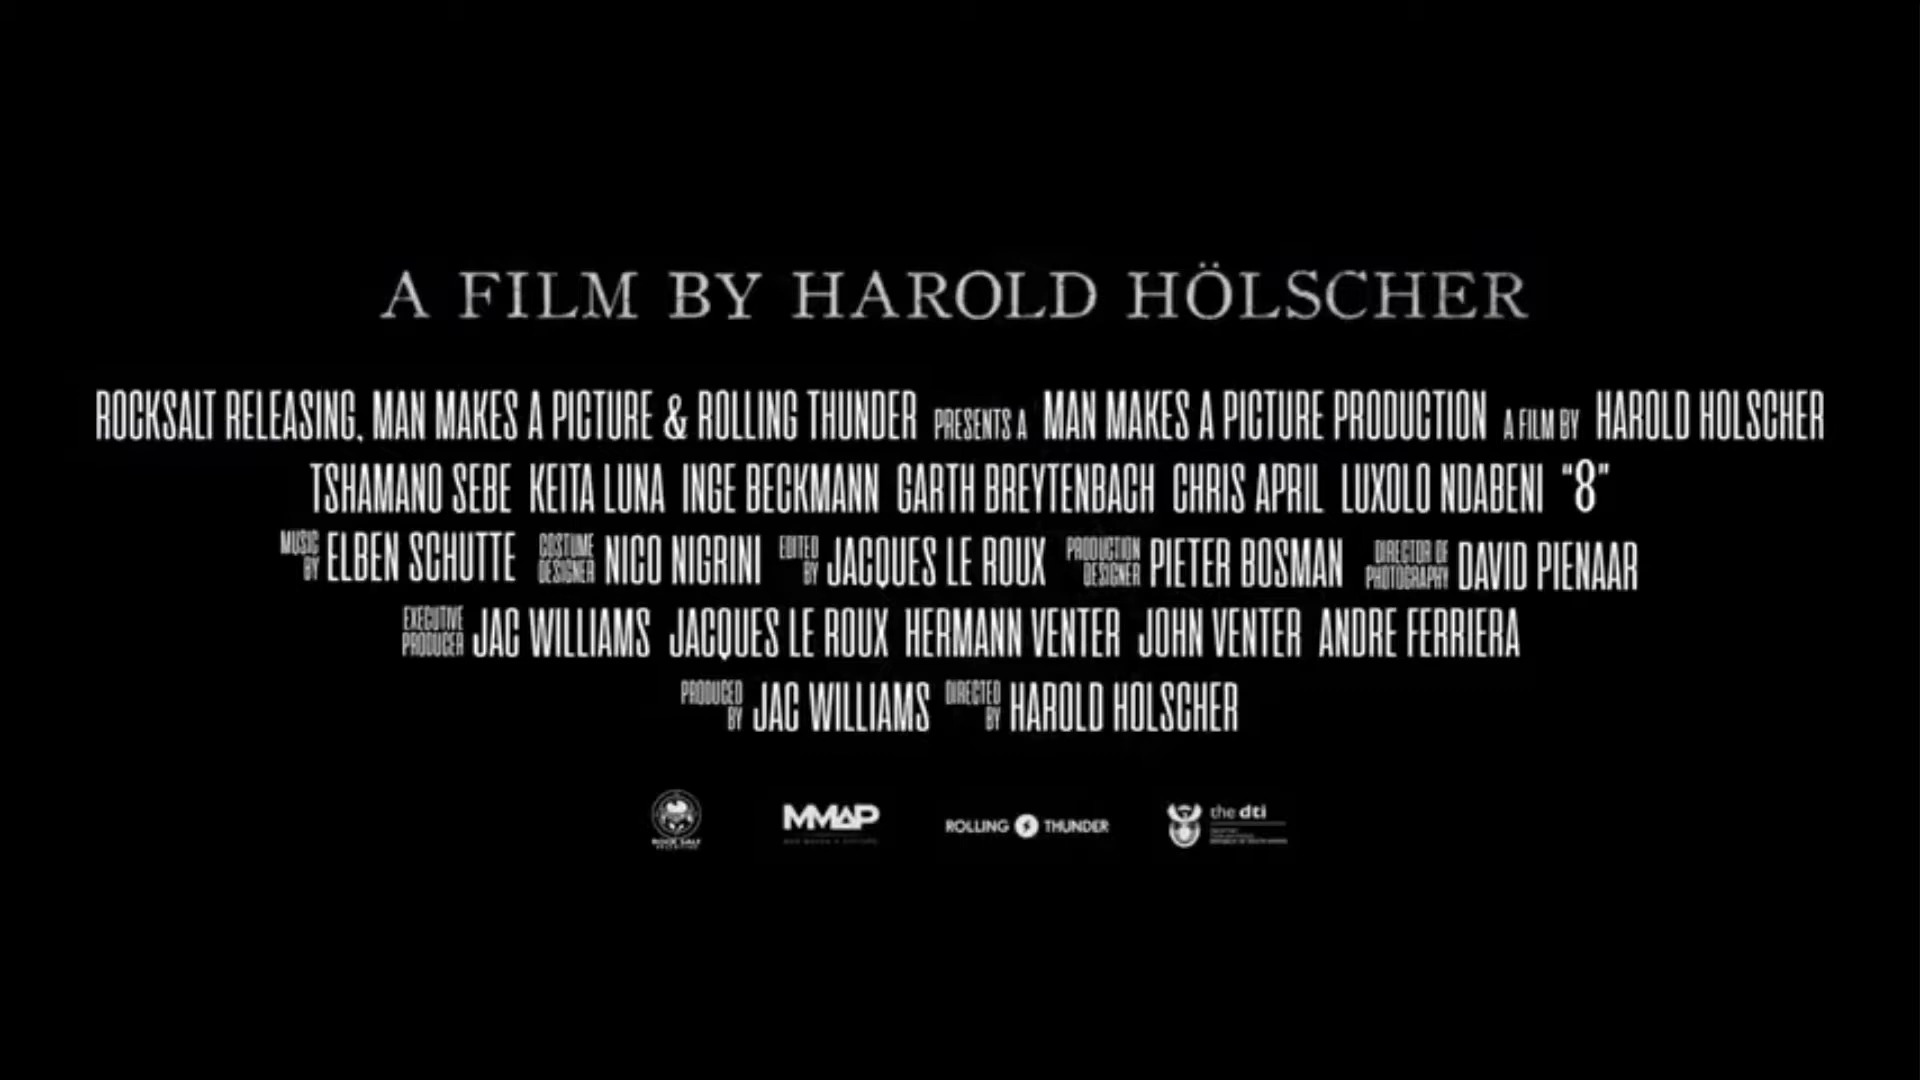 A FILM BY HAROLD HÖLSCHER
ROCKSALT RELEASING, MAN MAKES A PICTURE & ROLLING THUNDER PRESENTS A MAN MAKES A PICTURE PRODUCTION A FILM BY HAROLD HOLSCHER
TSHAMANO SEBE KEITA LUNA INGE BECKMANN GARTH BREYTENBACH CHRIS APRIL LUXOLO NDABENI “8”
MUSIC BY ELBEN SCHUTTE COSTUME DESIGNER NICO NIGRINI EDITED BY JACQUES LE ROUX PRODUCTION DESIGNER PIETER BOSMAN DIRECTOR OF PHOTOGRAPHY DAVID PIENAAR
EXECUTIVE PRODUCER JAC WILLIAMS JACQUES LE ROUX HERMANN VENTER JOHN VENTER ANDRE FERRIERA
PRODUCED BY JAC WILLIAMS DIRECTED BY HAROLD HOLSCHER
ROCK SALT MMAP ROLLING THUNDER the dti